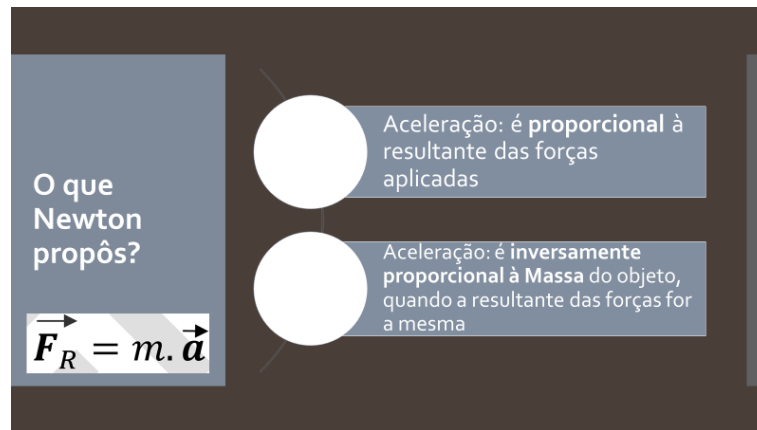 O que
Newton
propôs?
F_R = m. a
Aceleração: é proporcional à
resultante das forças
aplicadas
Aceleração: é inversamente
proporcional à Massa do objeto,
quando a resultante das forças for
a mesma